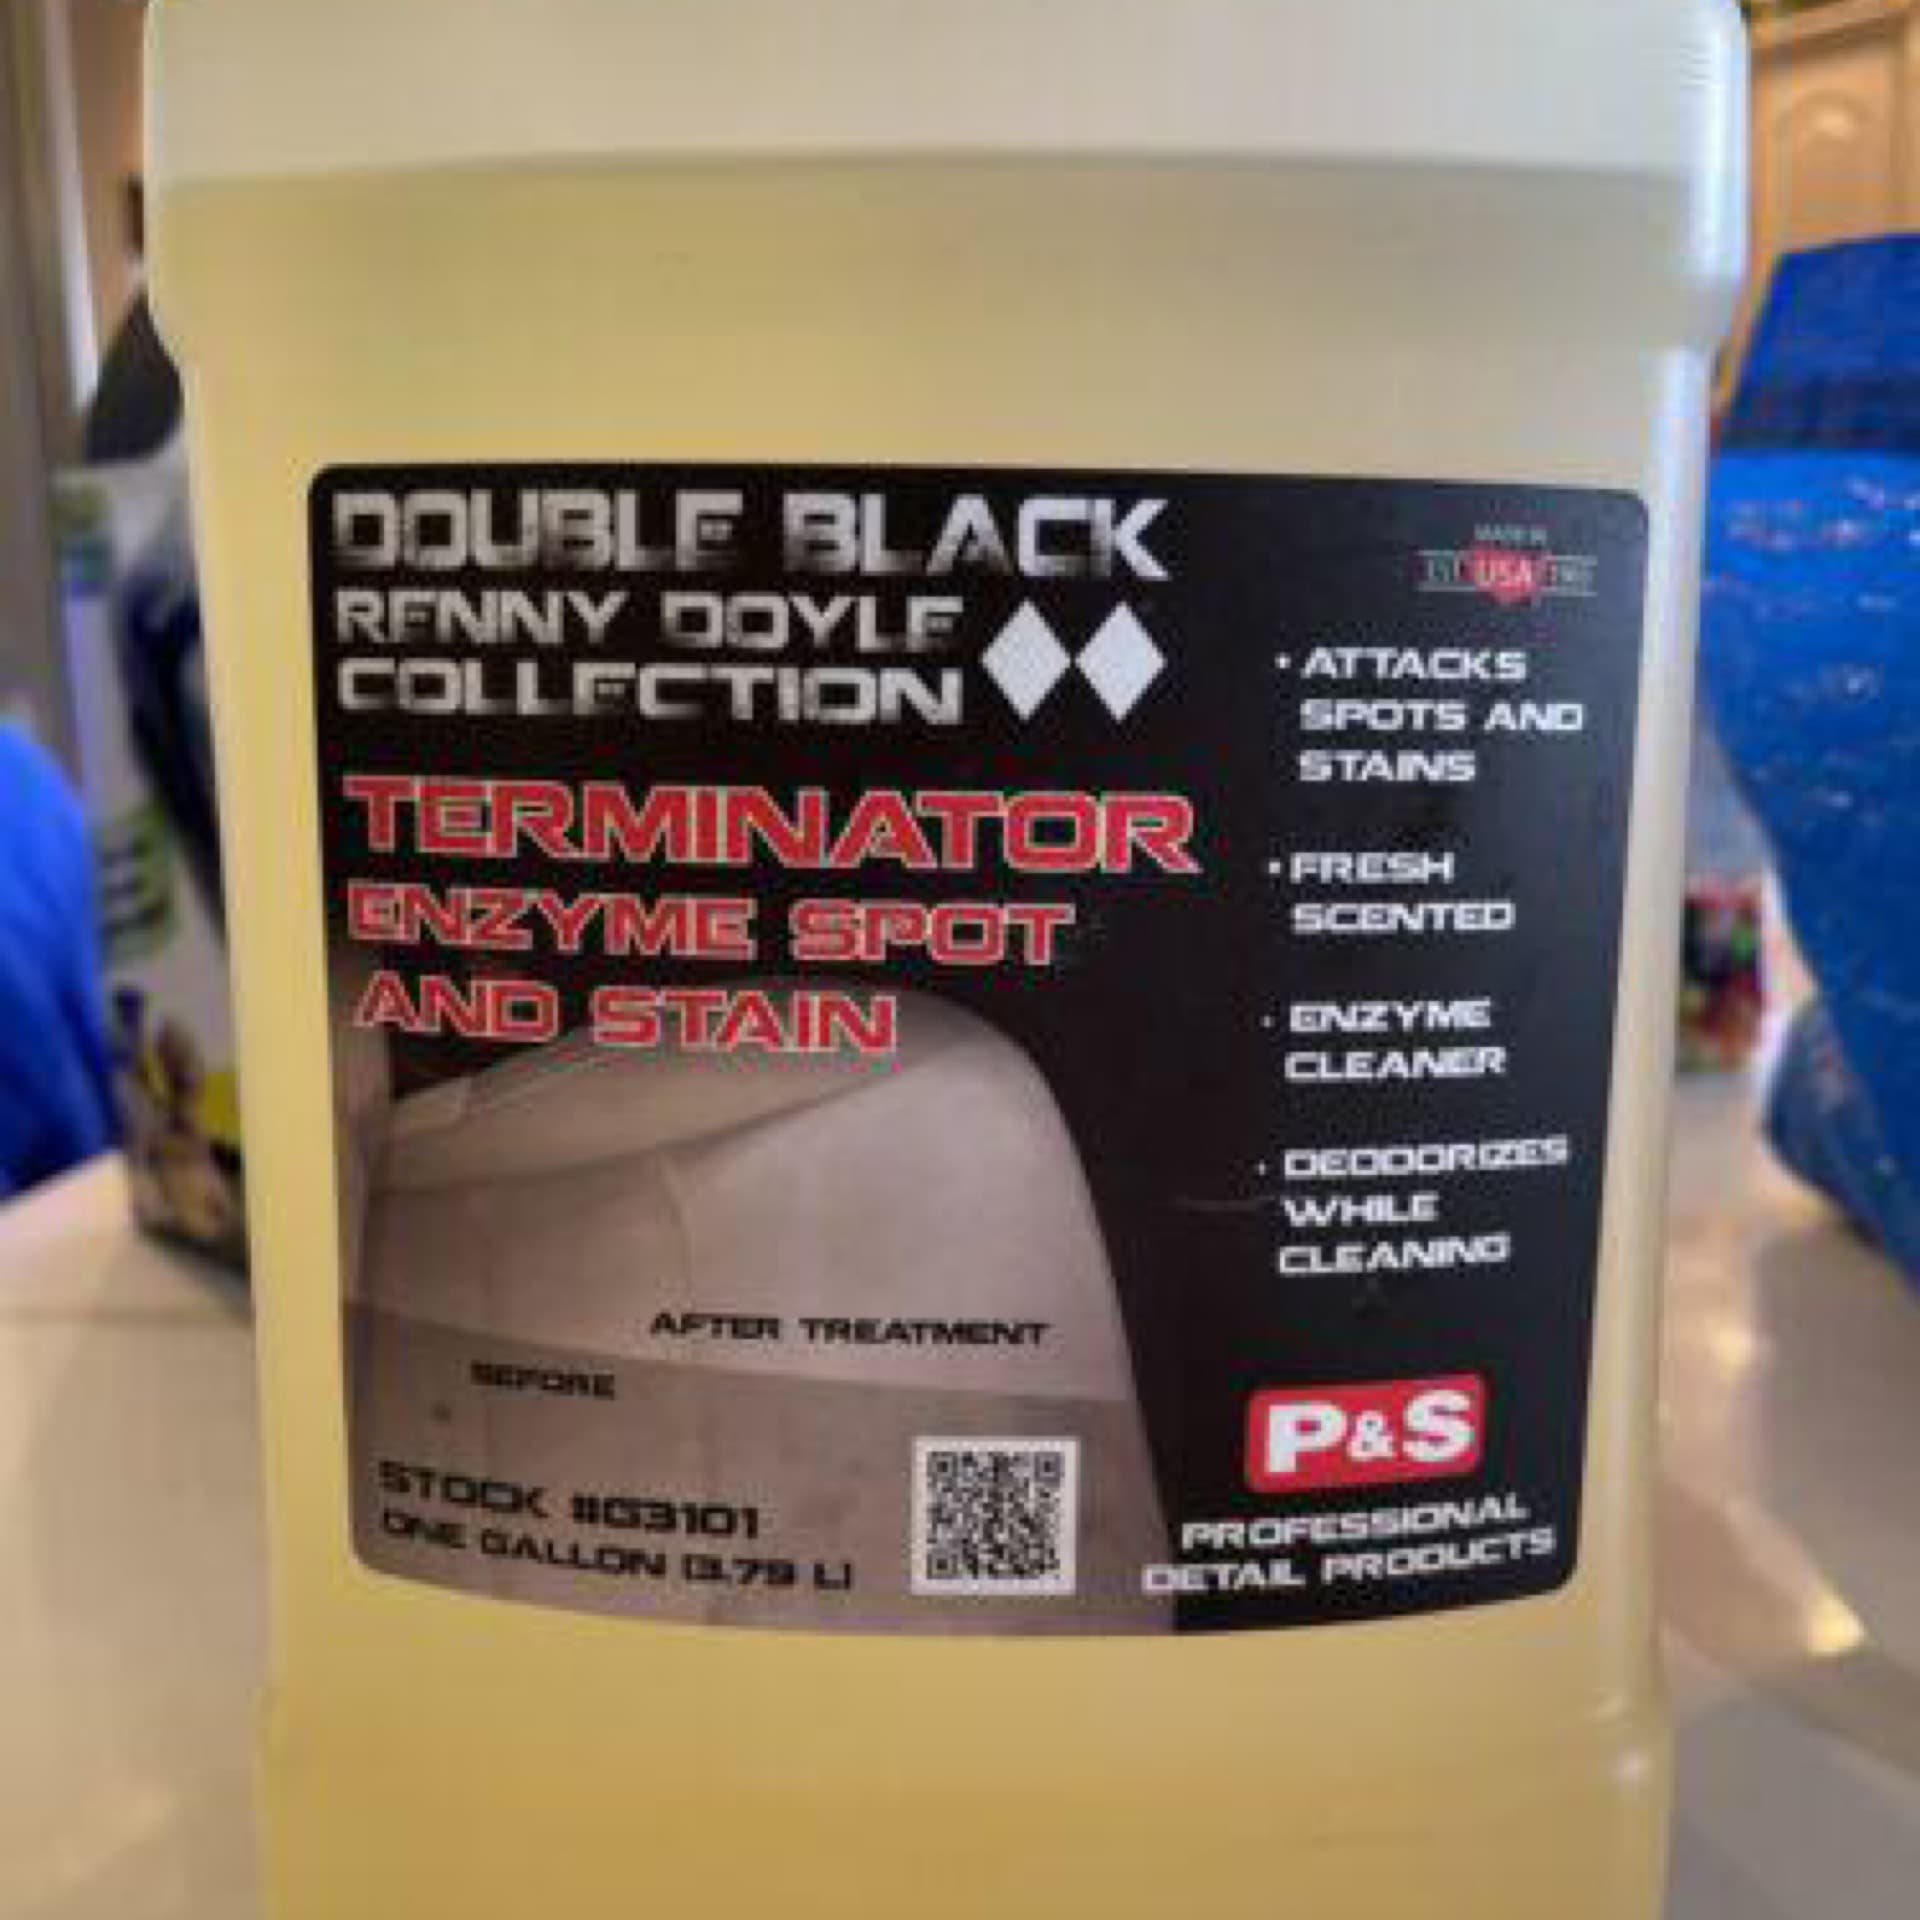 DOUBLE BLACK
RENNY DOYLE
COLLECTION
TERMINATOR
ENZYME SPOT
AND STAIN
AFTER TREATMENT
BEFORE
STOCK #G3101
ONE GALLON (3.79 L)
MADE IN
USA
• ATTACKS
SPOTS AND
STAINS
• FRESH
SCENTED
• ENZYME
CLEANER
• DEODORIZES
WHILE
CLEANING
P&S
PROFESSIONAL
DETAIL PRODUCTS